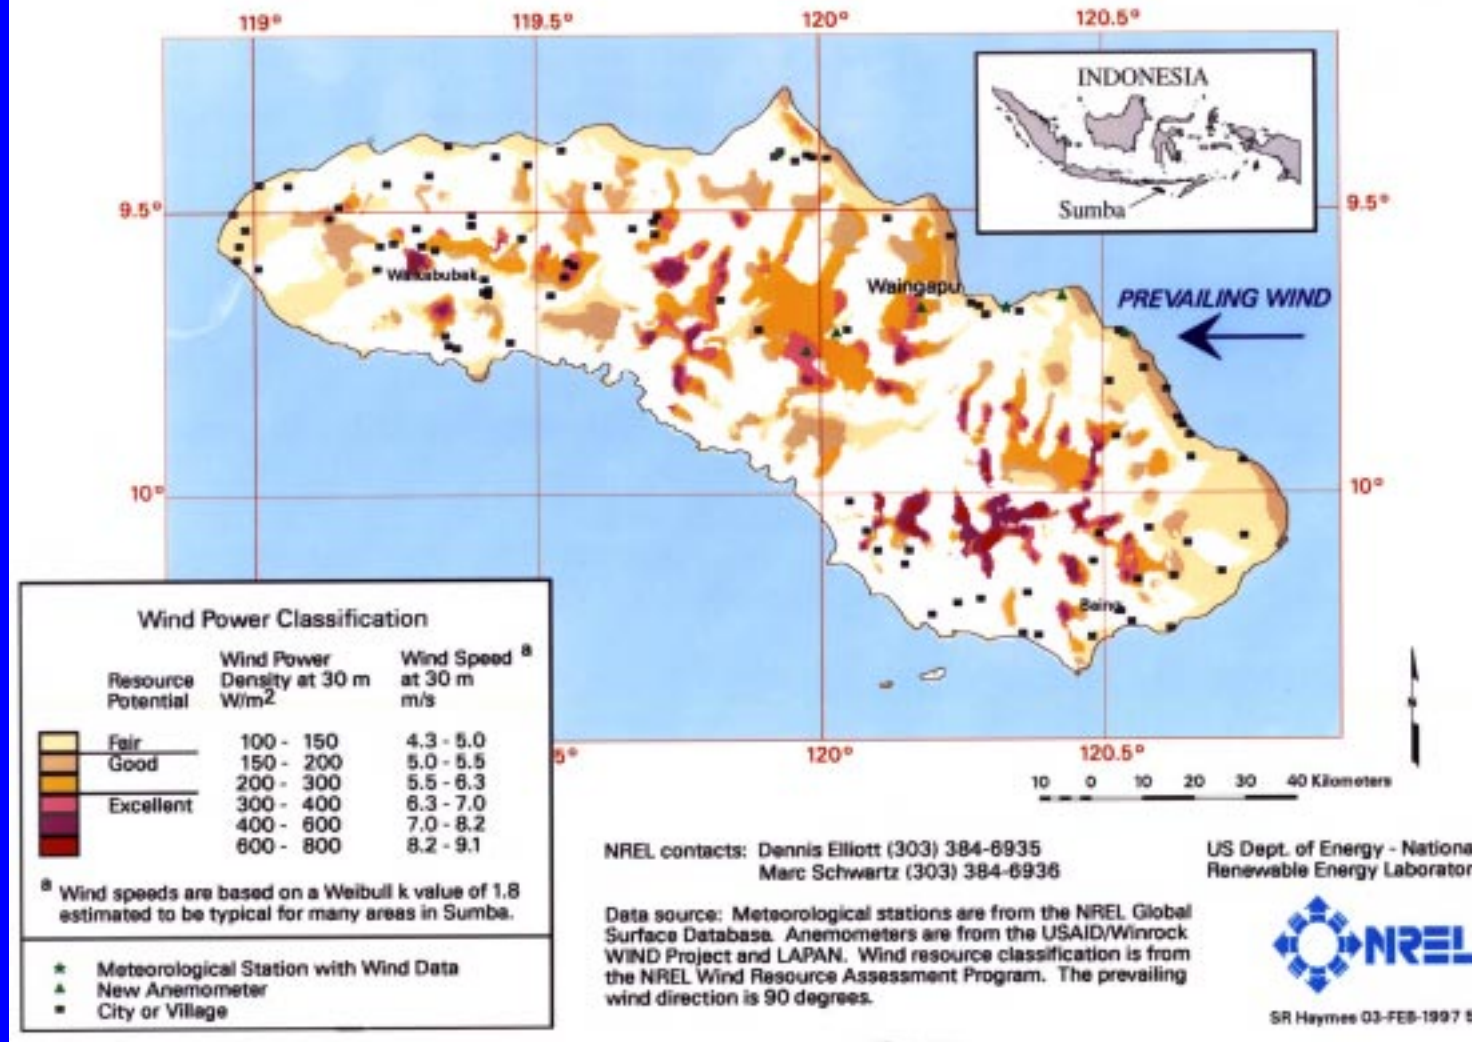 119° 119.5° 120° 120.5°
INDONESIA
Sumba
9.5° 9.5°
Waikabubak
Waingapu
PREVAILING WIND
10° 10°
Baing
5° 120° 120.5°
10 0 10 20 30 40 Kilometers
N
Wind Power Classification
Resource Potential
Wind Power Density at 30 m W/m2
Wind Speed a at 30 m m/s
Fair 100 - 150 4.3 - 5.0
Good 150 - 200 5.0 - 5.5
200 - 300 5.5 - 6.3
Excellent 300 - 400 6.3 - 7.0
400 - 600 7.0 - 8.2
600 - 800 8.2 - 9.1
a Wind speeds are based on a Weibull k value of 1.8
estimated to be typical for many areas in Sumba.
Meteorological Station with Wind Data
New Anemometer
City or Village
NREL contacts: Dennis Elliott (303) 384-6935
Marc Schwartz (303) 384-6936
Data source: Meteorological stations are from the NREL Global
Surface Database. Anemometers are from the USAID/Winrock
WIND Project and LAPAN. Wind resource classification is from
the NREL Wind Resource Assessment Program. The prevailing
wind direction is 90 degrees.
US Dept. of Energy - Nationa
Renewable Energy Laborator
NREL
SR Haymes 03-FEB-1997